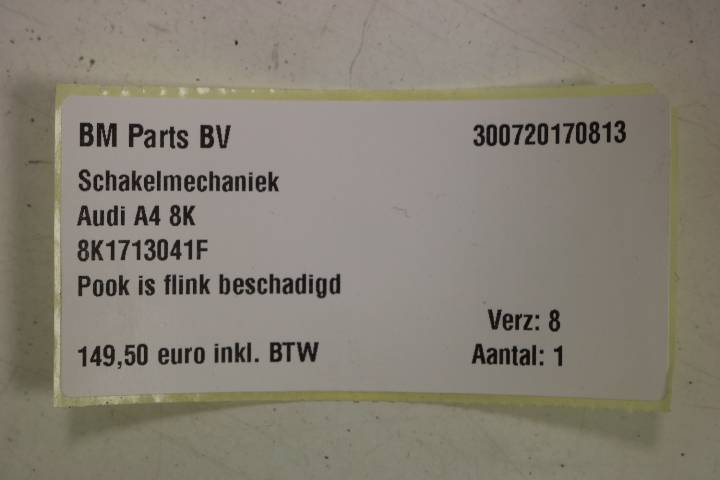 BM Parts BV 300720170813
Schakelmechaniek
Audi A4 8K
8K1713041F
Pook is flink beschadigd
Verz: 8
149,50 euro inkl. BTW Aantal: 1